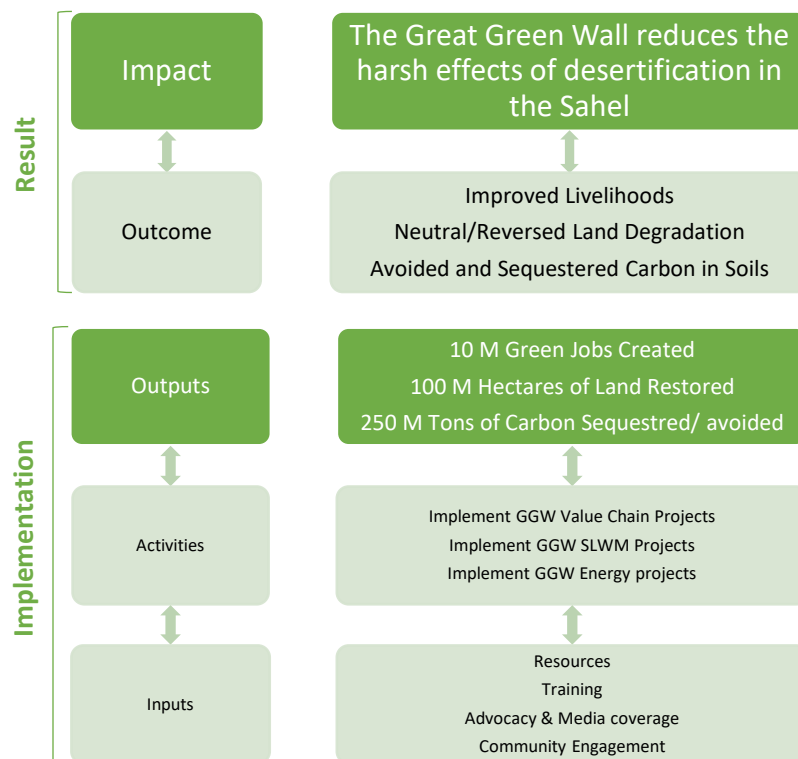 Result
Impact
The Great Green Wall reduces the
harsh effects of desertification in
the Sahel
Outcome
Improved Livelihoods
Neutral/Reversed Land Degradation
Avoided and Sequestered Carbon in Soils
Implementation
Outputs
10 M Green Jobs Created
100 M Hectares of Land Restored
250 M Tons of Carbon Sequestred/ avoided
Activities
Implement GGW Value Chain Projects
Implement GGW SLWM Projects
Implement GGW Energy projects
Inputs
Resources
Training
Advocacy & Media coverage
Community Engagement